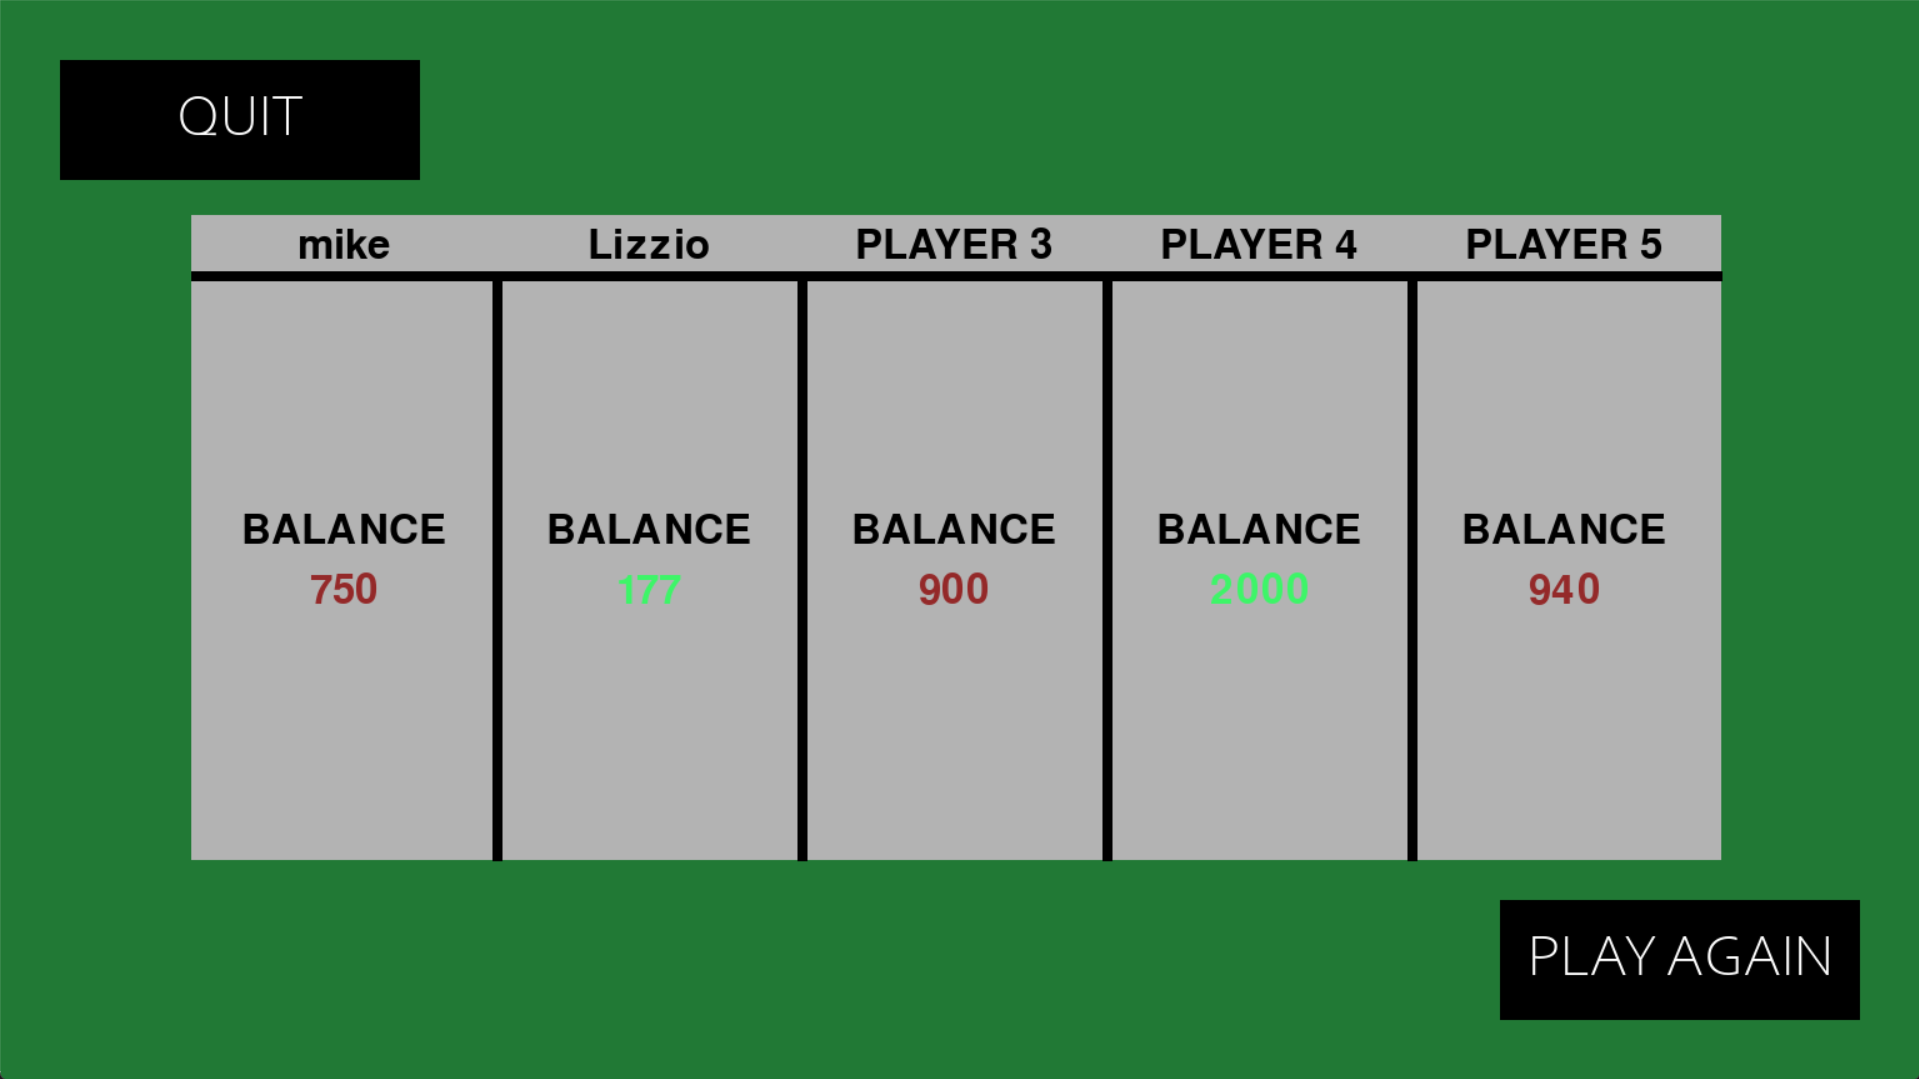 QUIT
mike Lizzio PLAYER 3 PLAYER 4 PLAYER 5
BALANCE BALANCE BALANCE BALANCE BALANCE
750 177 900 2000 940
PLAY AGAIN